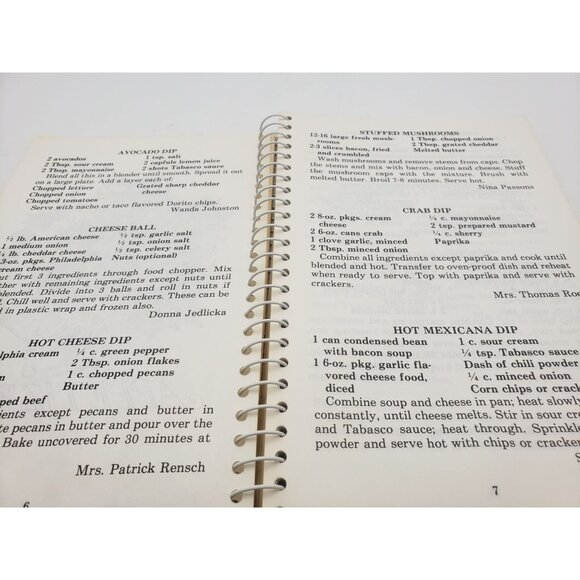 AVOCADO DIP
2 avocados 1 tsp. salt
2 Tbsp. sour cream 2 capfuls lemon juice
2 Tbsp. mayonnaise 2 shots Tabasco sauce
Blend all this in a blender until smooth. Spread it out
on a large plate. Add a layer each of:
Chopped lettuce Grated sharp cheddar
Chopped onion cheese
Chopped tomatoes
Serve with nacho or taco flavored Dorito chips.
Wanda Johnston
CHEESE BALL
½ lb. American cheese ½ tsp. garlic salt
1 medium onion ½ tsp. onion salt
¼ lb. cheddar cheese ½ tsp. celery salt
3-oz. pkgs. Philadelphia Nuts (optional)
cream cheese
ut first 3 ingredients through food chopper. Mix
ther with remaining ingredients except nuts until
lended. Divide into 3 balls and roll in nuts if
Chill well and serve with crackers. These can be
in plastic wrap and frozen also.
Donna Jedlicka
HOT CHEESE DIP
lphia cream ¼ c. green pepper
2 Tbsp. onion flakes
1 c. chopped pecans
Butter
ped beef
dients except pecans and butter in
te pecans in butter and pour over the
Bake uncovered for 30 minutes at
Mrs. Patrick Rensch
6
STUFFED MUSHROOMS
12-16 large fresh mush- 1 Tbsp. chopped onion
rooms 2 Tbsp. grated cheddar
2-3 slices bacon, fried Melted butter
and crumbled
Wash mushrooms and remove stems from caps. Chop
the stems and mix with bacon, onion and cheese. Stuff
the mushroom caps with the mixture. Brush with
melted butter. Broil 7-8 minutes. Serve hot.
Nina Passons
CRAB DIP
2 8-oz. pkgs. cream ¼ c. mayonnaise
cheese 2 tsp. prepared mustard
2 6-oz. cans crab ¼ c. sherry
1 clove garlic, minced Paprika
2 Tbsp. minced onion
Combine all ingredients except paprika and cook until
blended and hot. Transfer to oven-proof dish and reheat
when ready to serve. Top with paprika and serve with
crackers.
Mrs. Thomas Roe
HOT MEXICANA DIP
1 can condensed bean 1 c. sour cream
with bacon soup ¼ tsp. Tabasco sauce
1 6-oz. pkg. garlic fla- Dash of chili powder
vored cheese food, ¼ c. minced onion
diced Corn chips or crack
Combine soup and cheese in pan; heat slowly
constantly, until cheese melts. Stir in sour crea
and Tabasco sauce; heat through. Sprinkle
powder and serve hot with chips or cracker
S
7